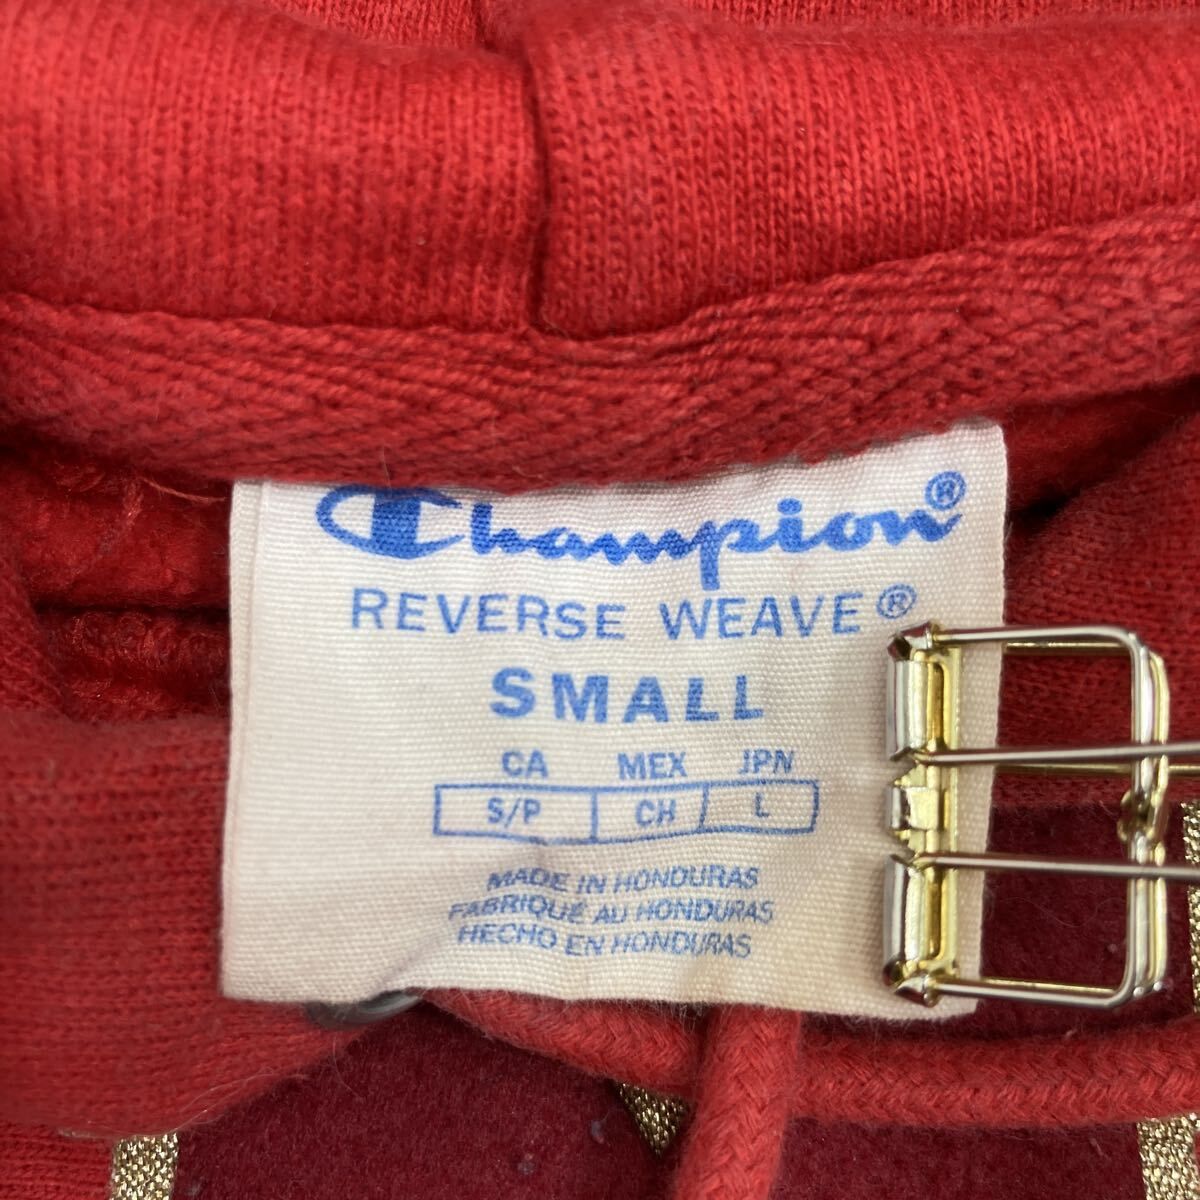 Champion®
REVERSE WEAVE®
SMALL
CA MEX JPN
S/P CH L
MADE IN HONDURAS
FABRIQUÉ AU HONDURAS
HECHO EN HONDURAS